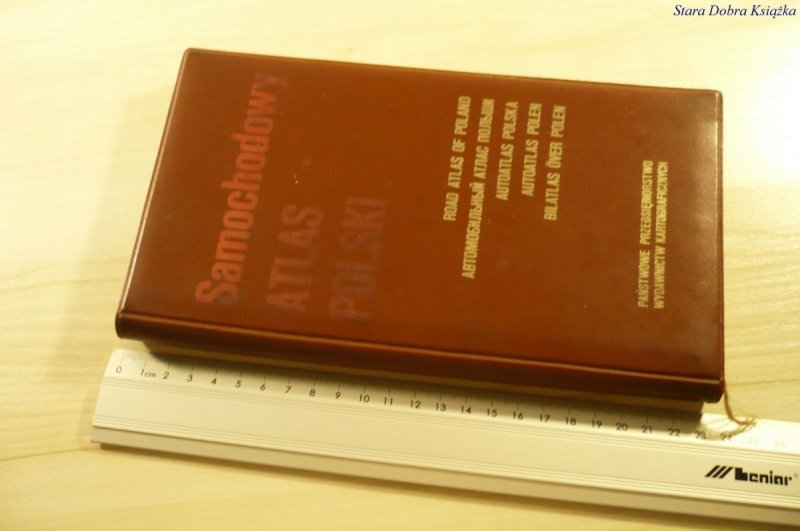 Stara Dobra Książka
Samochodowy
ATLAS
POLSKI
ROAD ATLAS OF POLAND
АВТОМОБИЛЬНЫЙ АТЛАС ПОЛЬШИ
AUTOATLAS POLSKA
AUTOATLAS POLEN
BILATLAS ÖVER POLEN
PAŃSTWOWE PRZEDSIĘBIORSTWO
WYDAWNICTW KARTOGRAFICZNYCH
0 1cm 2 3 4 5 6 7 8 9 10 11 12 13 14 15 16 17 18 19 20 21 22 23 24 25 26
Leniar